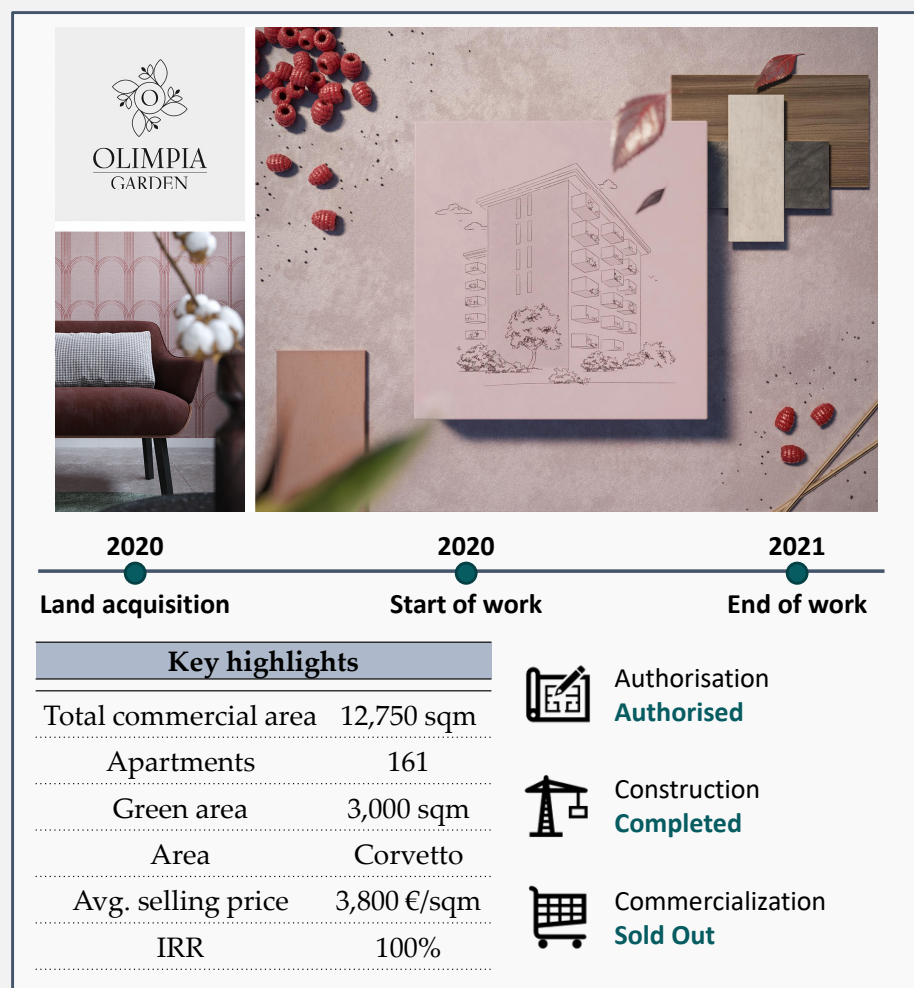 O
OLIMPIA
GARDEN
2020
2020
2021
Land acquisition
Start of work
End of work
Key highlights
Total commercial area 12,750 sqm
Apartments 161
Green area 3,000 sqm
Area Corvetto
Avg. selling price 3,800 €/sqm
IRR 100%
Authorisation
Authorised
Construction
Completed
Commercialization
Sold Out